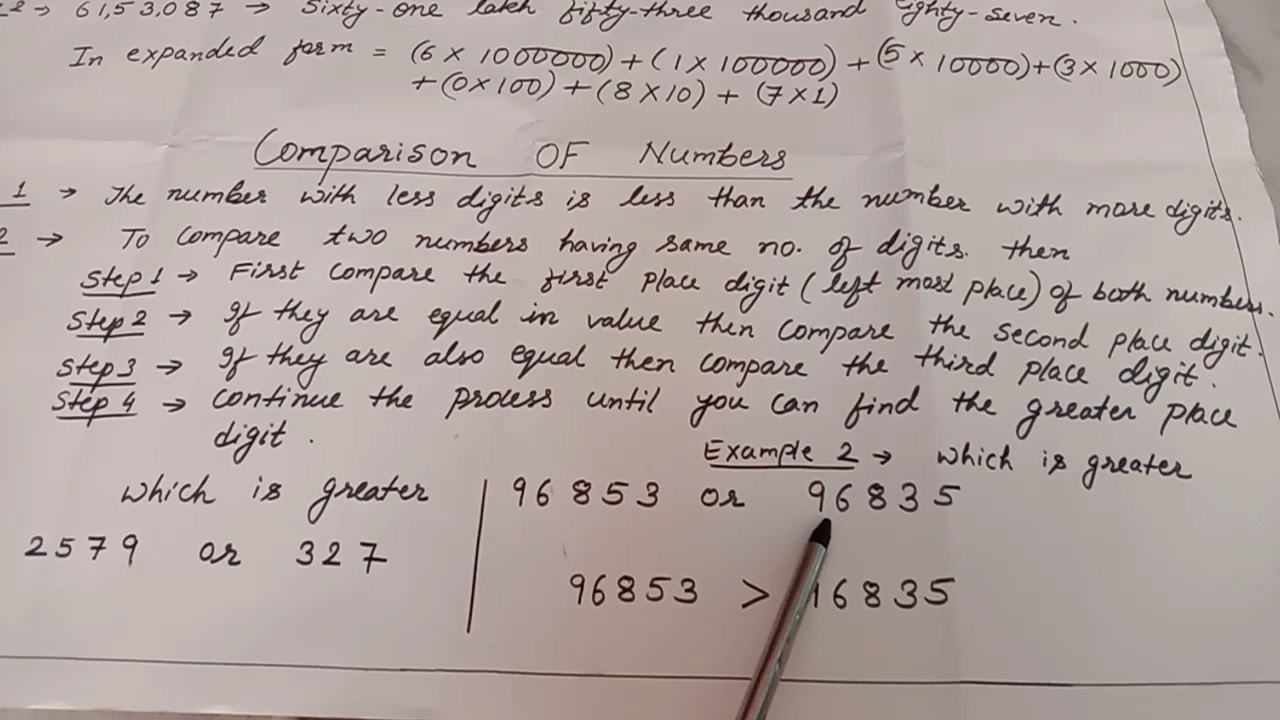 2 → 61,53,087 → Sixty-one lakh fifty-three thousand eighty-seven.
In expanded form = (6 × 1000000) + (1 × 100000) + (5 × 10000) + (3 × 1000)
+ (0 × 100) + (8 × 10) + (7 × 1)
Comparison OF Numbers
1 → The number with less digits is less than the number with more digits.
2 → To compare two numbers having same no. of digits. then
Step 1 → First compare the first place digit (left most place) of both numbers.
Step 2 → If they are equal in value then compare the second place digit.
Step 3 → If they are also equal then compare the third place digit.
Step 4 → continue the process until you can find the greater place
digit.
Example 2 → which is greater
which is greater
2579 or 327
96853 or 96835
96853 > 6835